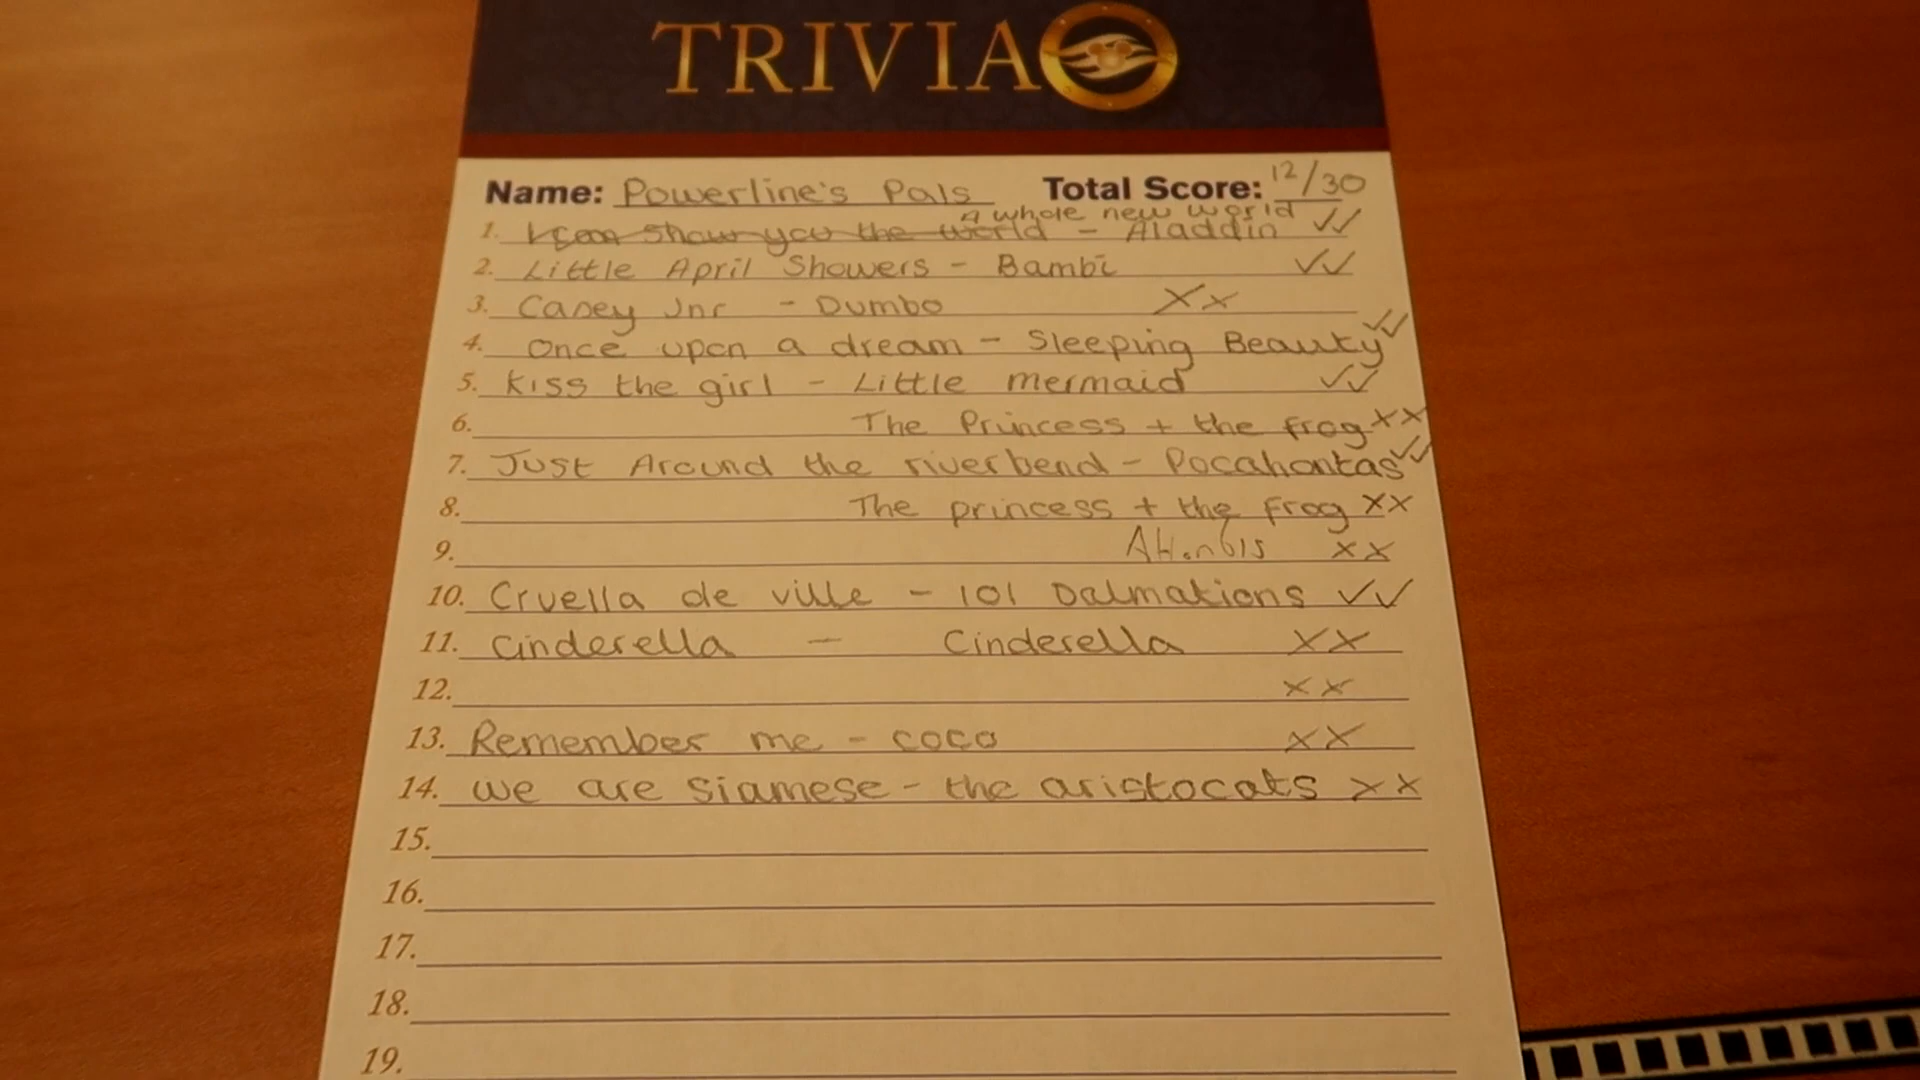 TRIVIA
Name: Powerline's Pals Total Score: 12/30
a whole new world
1. I can show you the world - Aladdin ✓✓
2. Little April Showers - Bambi ✓✓
3. Casey Jnr - Dumbo XX
4. Once upon a dream - Sleeping Beauty ✓✓
5. Kiss the girl - Little mermaid ✓✓
6. The Princess + the frog XX
7. Just Around the riverbend - Pocahontas ✓✓
8. The princess + the frog XX
9. XX
10. Cruella de ville - 101 Dalmations ✓✓
11. Cinderella - Cinderella XX
12. XX
13. Remember me - coco XX
14. we are siamese - the aristocats XX
15.
16.
17.
18.
19.